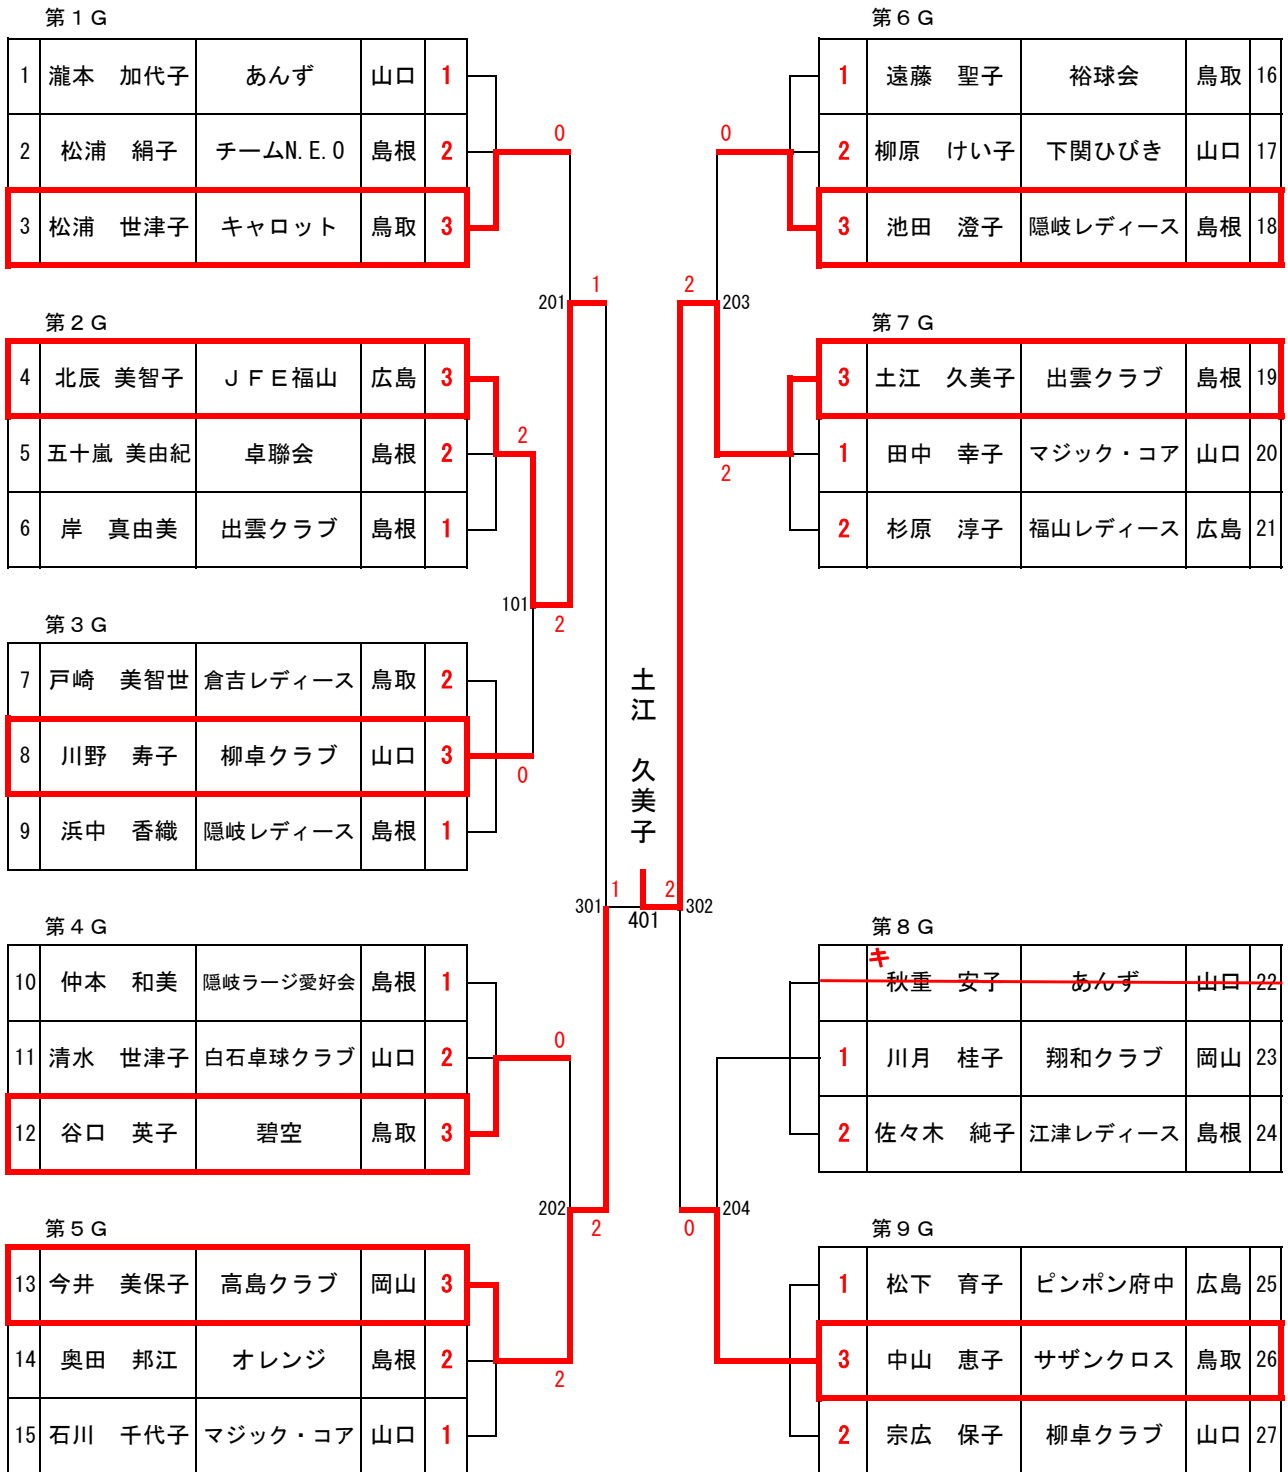 第１Ｇ
1 瀧本　加代子 あんず 山口 1
2 松浦　絹子 チームN.E.O 島根 2
3 松浦　世津子 キャロット 鳥取 3
第２Ｇ
4 北辰 美智子 ＪＦＥ福山 広島 3
5 五十嵐 美由紀 卓聯会 島根 2
6 岸　真由美 出雲クラブ 島根 1
第３Ｇ
7 戸崎　美智世 倉吉レディース 鳥取 2
8 川野　寿子 柳卓クラブ 山口 3
9 浜中　香織 隠岐レディース 島根 1
第４Ｇ
10 仲本　和美 隠岐ラージ愛好会 島根 1
11 清水　世津子 白石卓球クラブ 山口 2
12 谷口　英子 碧空 鳥取 3
第５Ｇ
13 今井　美保子 高島クラブ 岡山 3
14 奥田　邦江 オレンジ 島根 2
15 石川　千代子 マジック・コア 山口 1
0
201
1
2
101
2
0
0
202
2
2
301
1
401
土江　久美子
2
302
0
2
203
2
0
204
第６Ｇ
1 遠藤　聖子 裕球会 鳥取 16
2 柳原　けい子 下関ひびき 山口 17
3 池田　澄子 隠岐レディース 島根 18
第７Ｇ
3 土江　久美子 出雲クラブ 島根 19
1 田中　幸子 マジック・コア 山口 20
2 杉原　淳子 福山レディース 広島 21
第８Ｇ
キ
秋重　安子 あんず 山口 22
1 川月　桂子 翔和クラブ 岡山 23
2 佐々木　純子 江津レディース 島根 24
第９Ｇ
1 松下　育子 ピンポン府中 広島 25
3 中山　恵子 サザンクロス 鳥取 26
2 宗広　保子 柳卓クラブ 山口 27